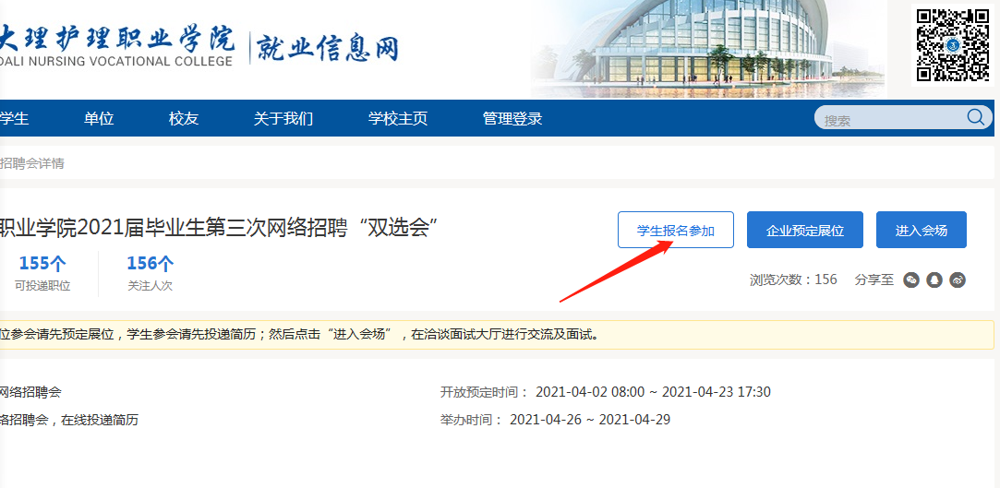 大理护理职业学院 就业信息网
DALI NURSING VOCATIONAL COLLEGE
学生 单位 校友 关于我们 学校主页 管理登录 搜索
招聘会详情
职业学院2021届毕业生第三次网络招聘“双选会”
学生报名参加 企业预定展位 进入会场
155个 156个
可投递职位 关注人次
浏览次数：156 分享至
位参会请先预定展位，学生参会请先投递简历；然后点击“进入会场”，在洽谈面试大厅进行交流及面试。
网络招聘会 开放预定时间： 2021-04-02 08:00 ~ 2021-04-23 17:30
络招聘会，在线投递简历 举办时间： 2021-04-26 ~ 2021-04-29